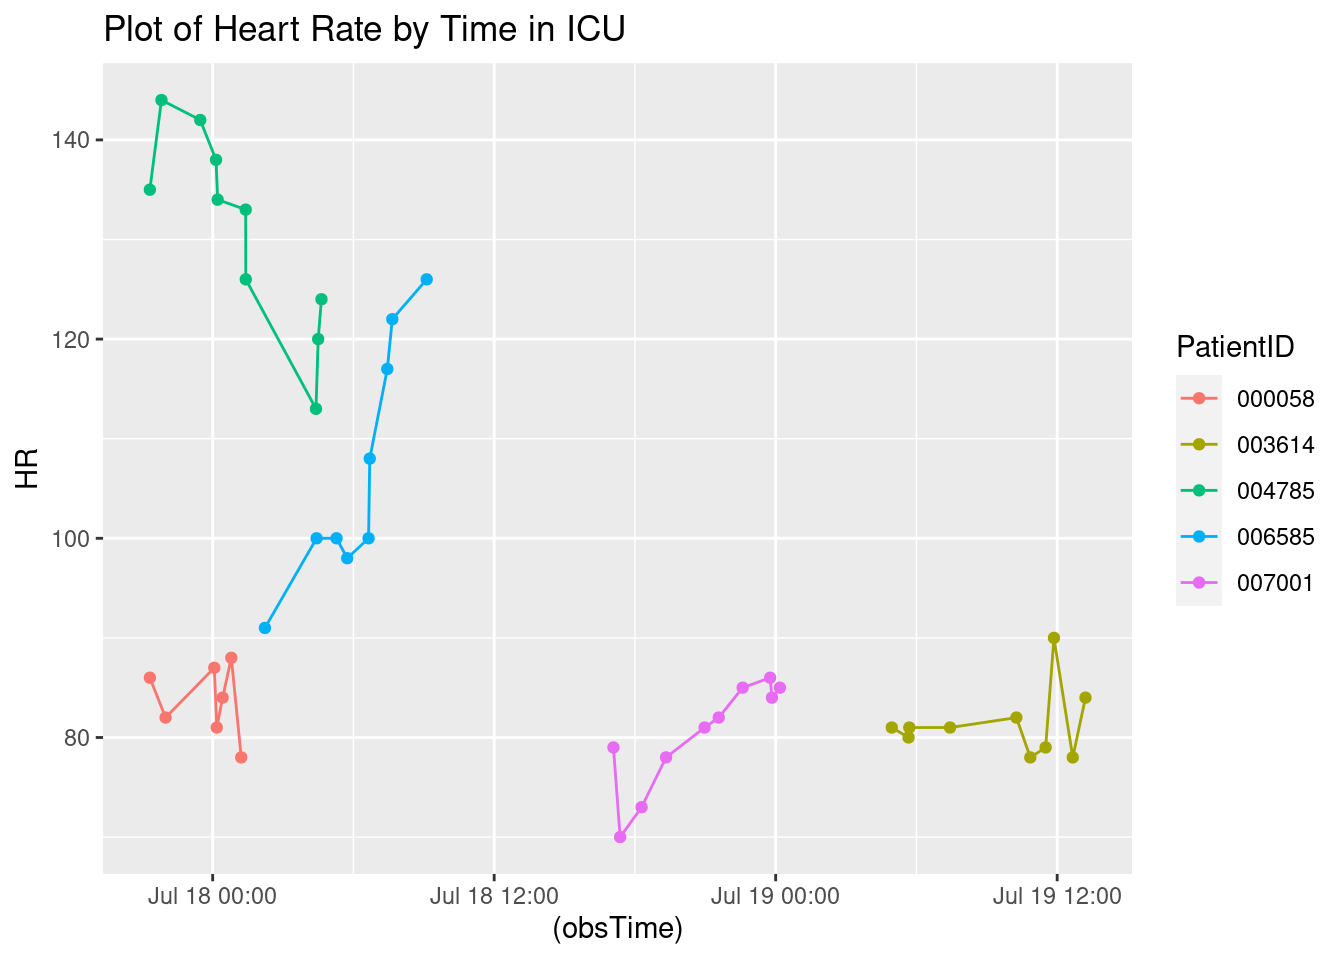 Plot of Heart Rate by Time in ICU
HR
140
120
100
80
Jul 18 00:00 Jul 18 12:00 Jul 19 00:00 Jul 19 12:00
(obsTime)
PatientID
000058
003614
004785
006585
007001